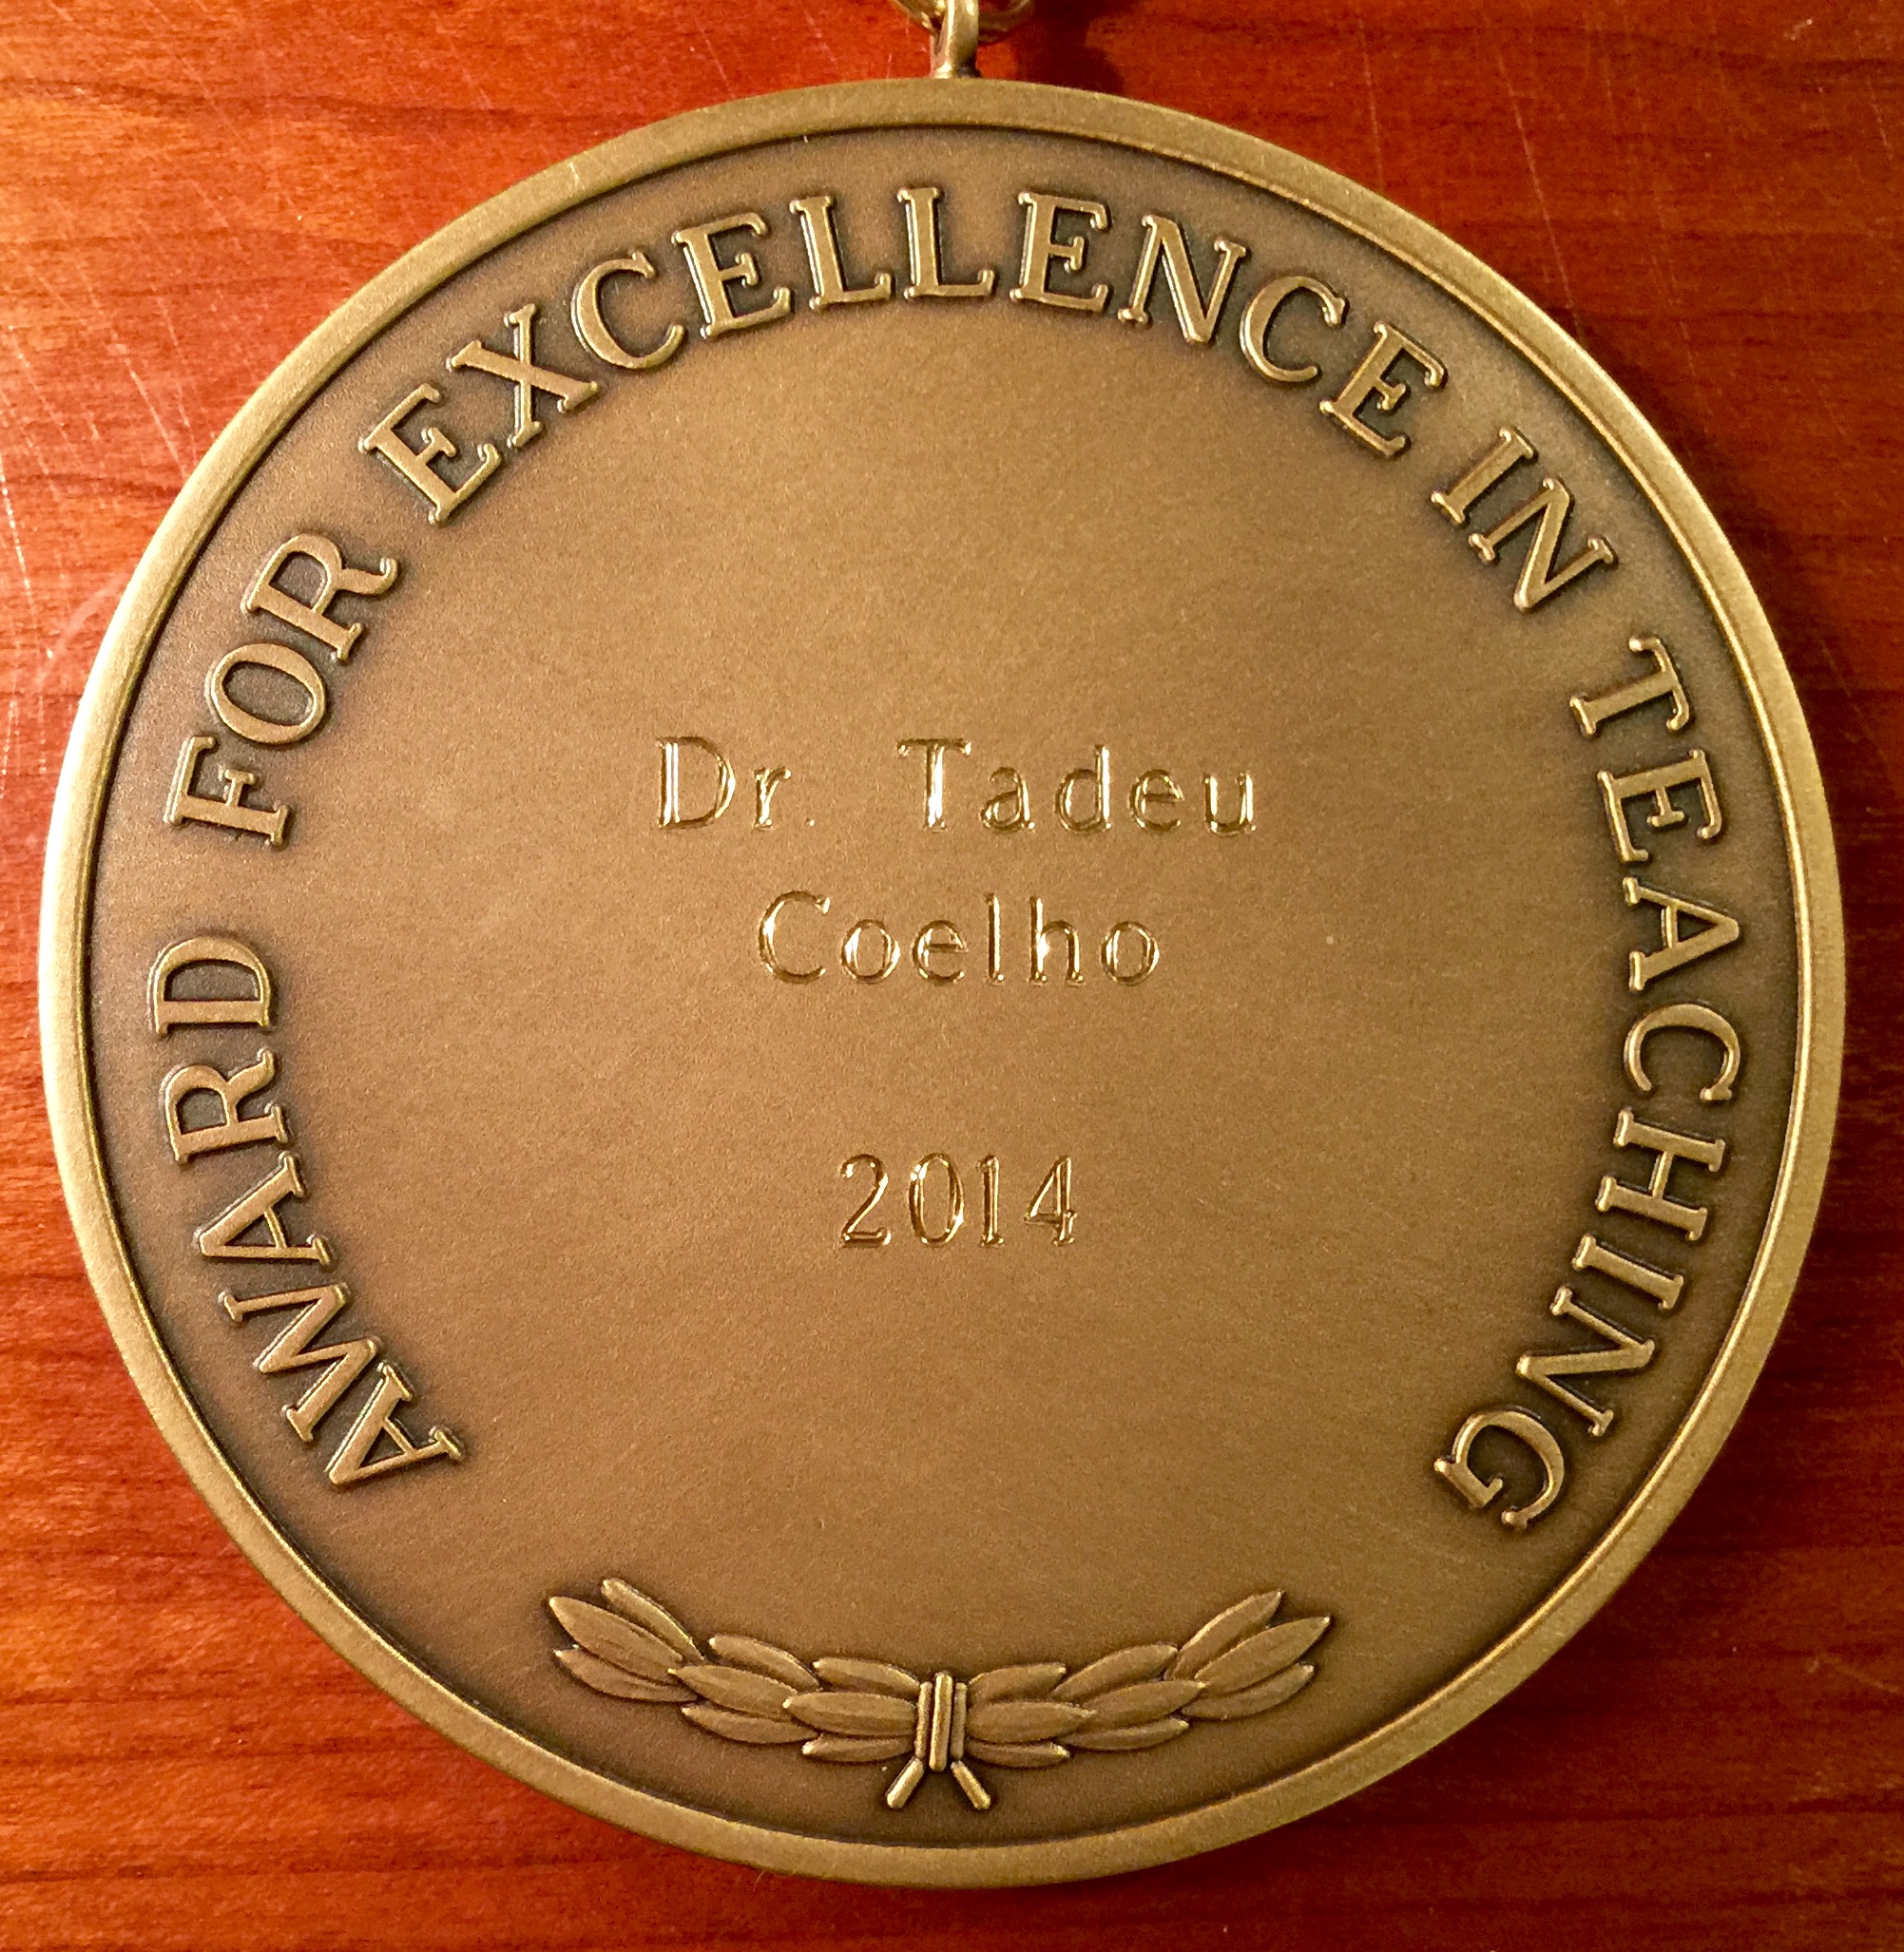 AWARD FOR EXCELLENCE IN TEACHING
Dr. Tadeu
Coelho
2014